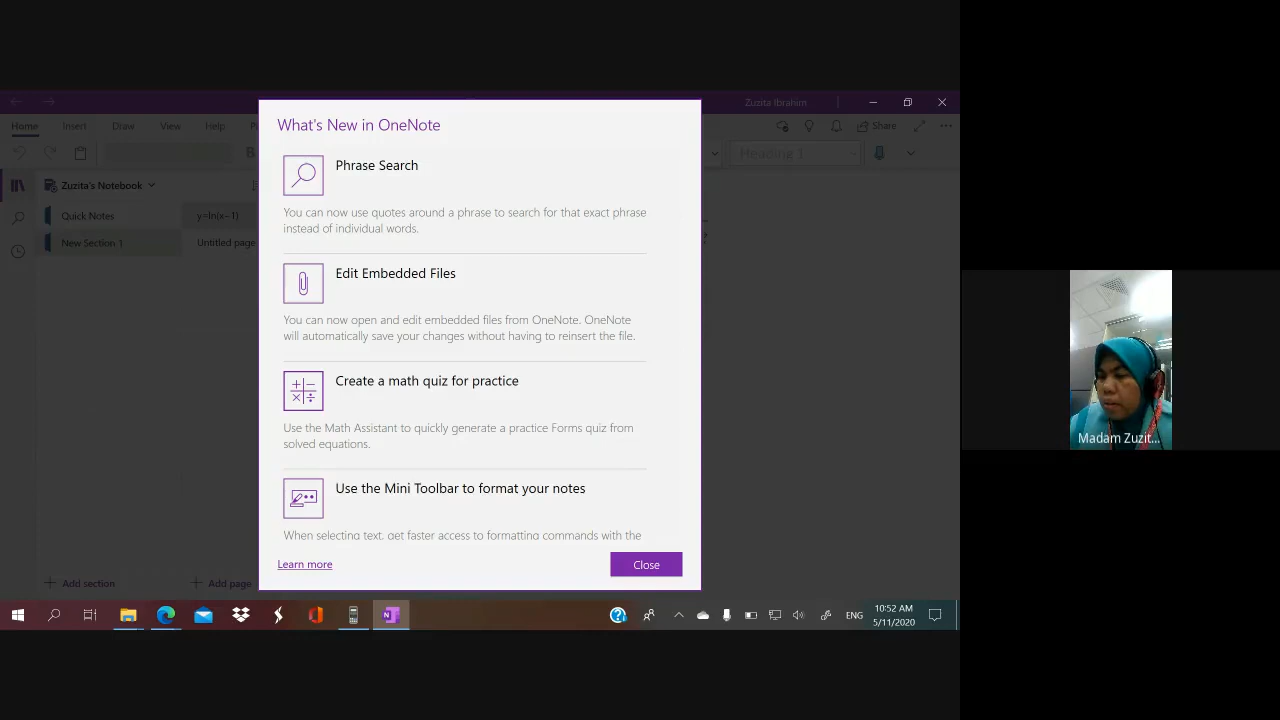 Zuzita Ibrahim
Home Insert Draw View Help
Share
Heading 1
Zuzita's Notebook
Quick Notes
New Section 1
y=ln(x−1)
Untitled page
What's New in OneNote
Phrase Search
You can now use quotes around a phrase to search for that exact phrase
instead of individual words.
Edit Embedded Files
You can now open and edit embedded files from OneNote. OneNote
will automatically save your changes without having to reinsert the file.
Create a math quiz for practice
Use the Math Assistant to quickly generate a practice Forms quiz from
solved equations.
Use the Mini Toolbar to format your notes
When selecting text, get faster access to formatting commands with the
Learn more
Close
Add section
Add page
ENG
10:52 AM
5/11/2020
Madam Zuzit...